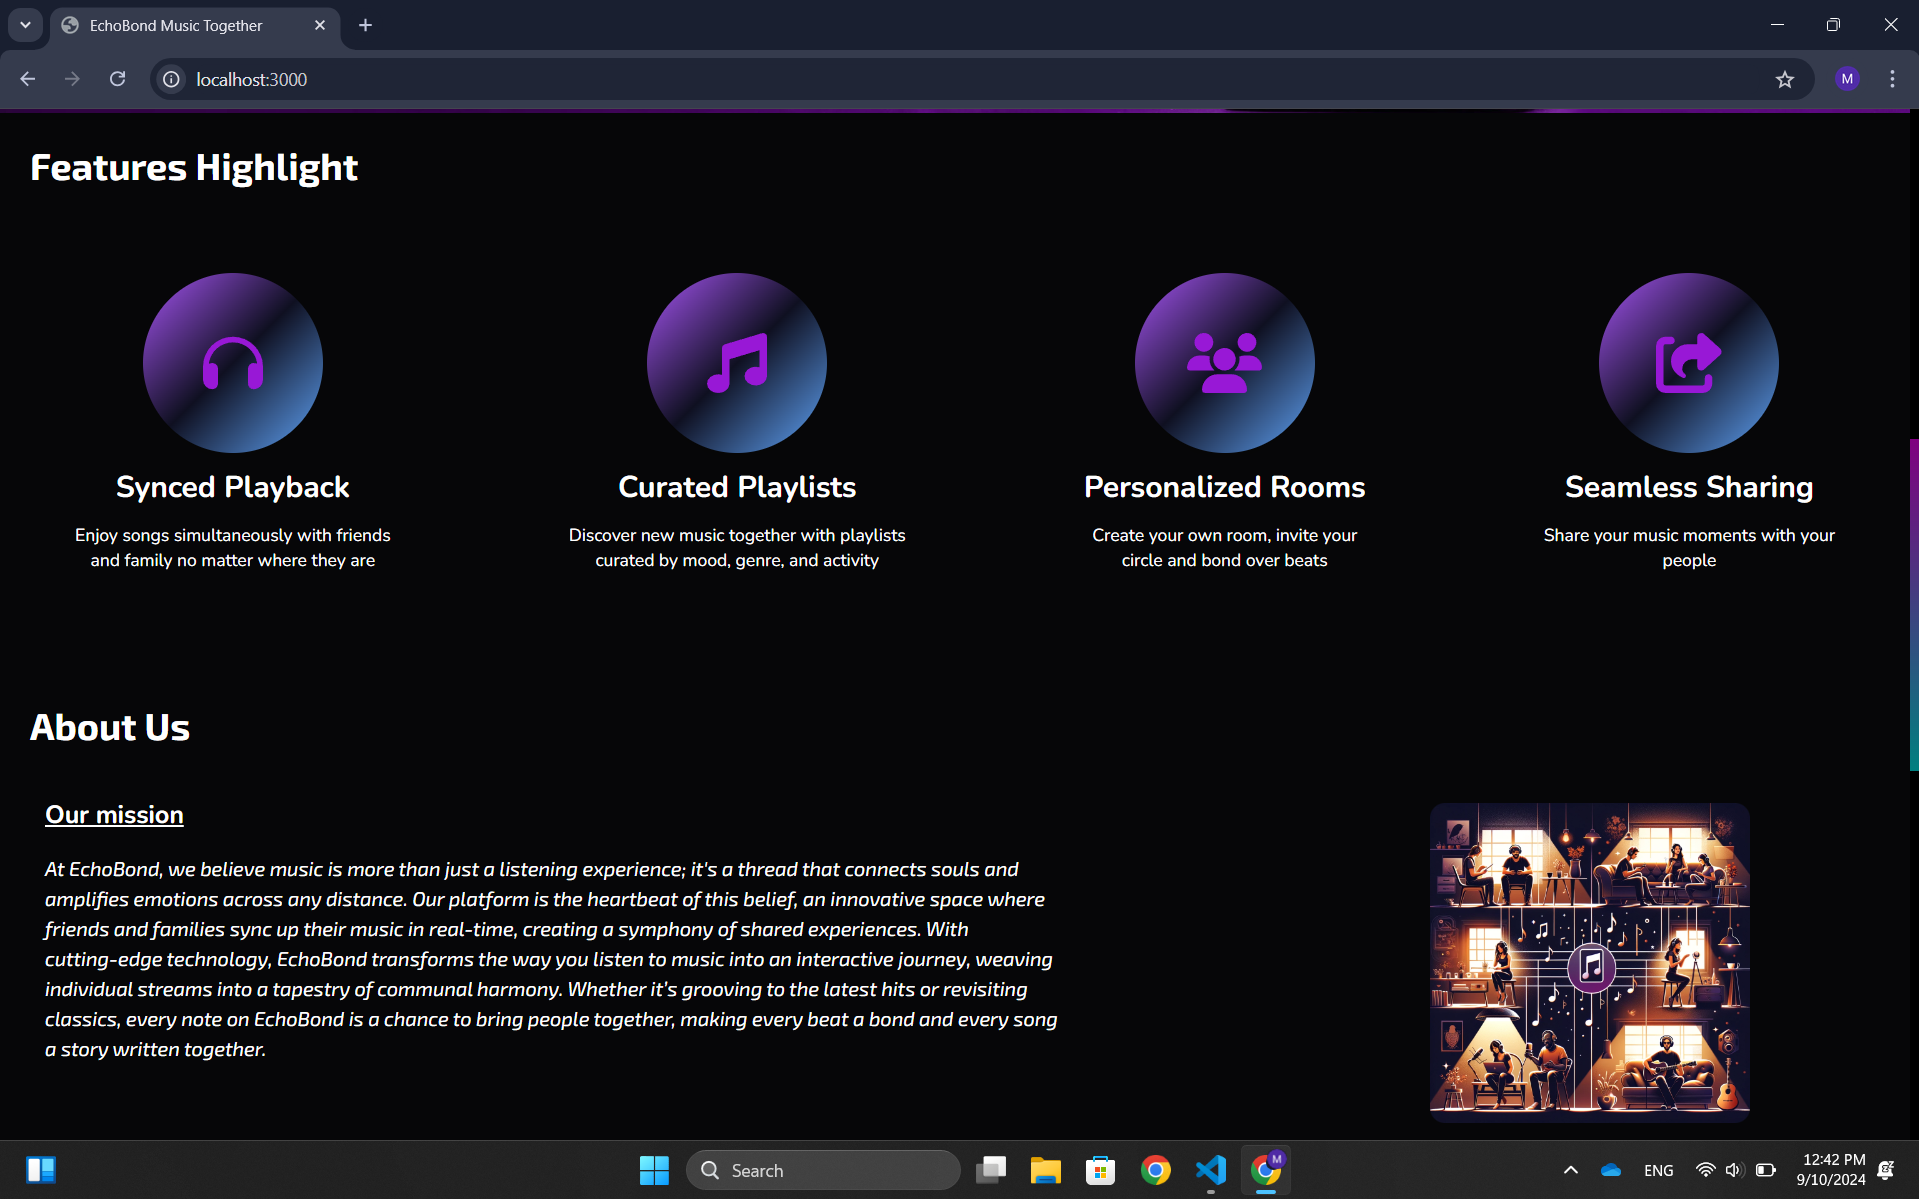 EchoBond Music Together
localhost:3000
M
Features Highlight
Synced Playback
Enjoy songs simultaneously with friends
and family no matter where they are
Curated Playlists
Discover new music together with playlists
curated by mood, genre, and activity
Personalized Rooms
Create your own room, invite your
circle and bond over beats
Seamless Sharing
Share your music moments with your
people
About Us
Our mission
At EchoBond, we believe music is more than just a listening experience; it's a thread that connects souls and
amplifies emotions across any distance. Our platform is the heartbeat of this belief, an innovative space where
friends and families sync up their music in real-time, creating a symphony of shared experiences. With
cutting-edge technology, EchoBond transforms the way you listen to music into an interactive journey, weaving
individual streams into a tapestry of communal harmony. Whether it’s grooving to the latest hits or revisiting
classics, every note on EchoBond is a chance to bring people together, making every beat a bond and every song
a story written together.
Search
M
ENG
12:42 PM
9/10/2024